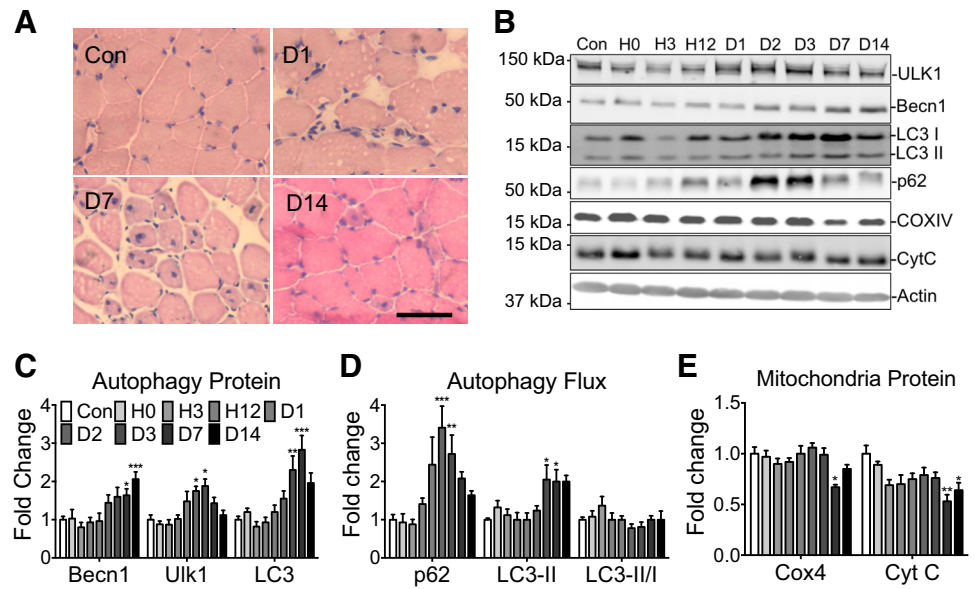 A
Con
D1
D7
D14
B
Con H0 H3 H12 D1 D2 D3 D7 D14
150 kDa
-ULK1
50 kDa
-Becn1
-LC3 I
15 kDa
-LC3 II
50 kDa
-p62
15 kDa
-COXIV
15 kDa
-CytC
37 kDa
-Actin
C
Autophagy Protein
Fold Change
4
3
2
1
0
Con H0 H3 H12 D1
D2 D3 D7 D14
* ***
* *
** ***
Becn1 Ulk1 LC3
D
Autophagy Flux
Fold change
4
3
2
1
0
*** **
* *
p62 LC3-II LC3-II/I
E
Mitochondria Protein
Fold change
1.5
1.0
0.5
0.0
*
** *
Cox4 Cyt C